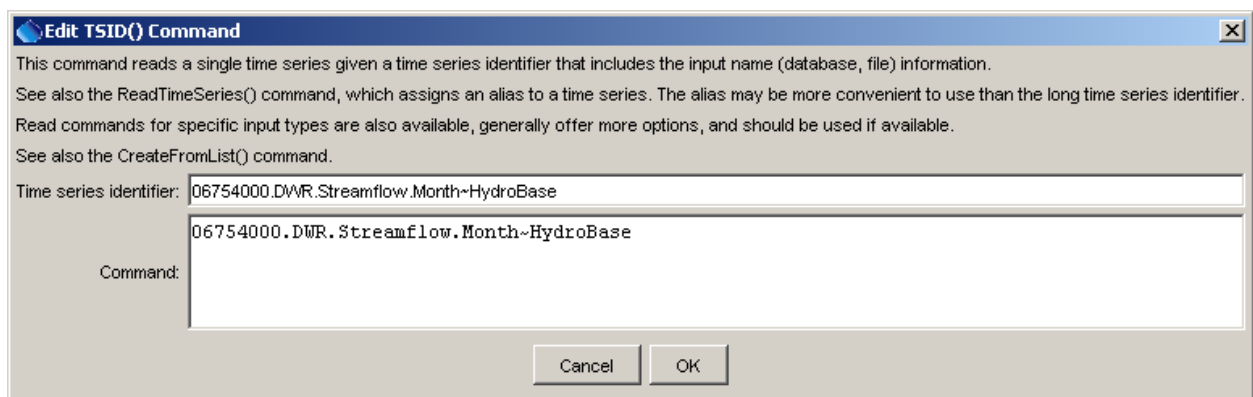 Edit TSID() Command
This command reads a single time series given a time series identifier that includes the input name (database, file) information.
See also the ReadTimeSeries() command, which assigns an alias to a time series. The alias may be more convenient to use than the long time series identifier.
Read commands for specific input types are also available, generally offer more options, and should be used if available.
See also the CreateFromList() command.
Time series identifier: 06754000.DWR.Streamflow.Month~HydroBase
06754000.DWR.Streamflow.Month~HydroBase
Command:
Cancel OK